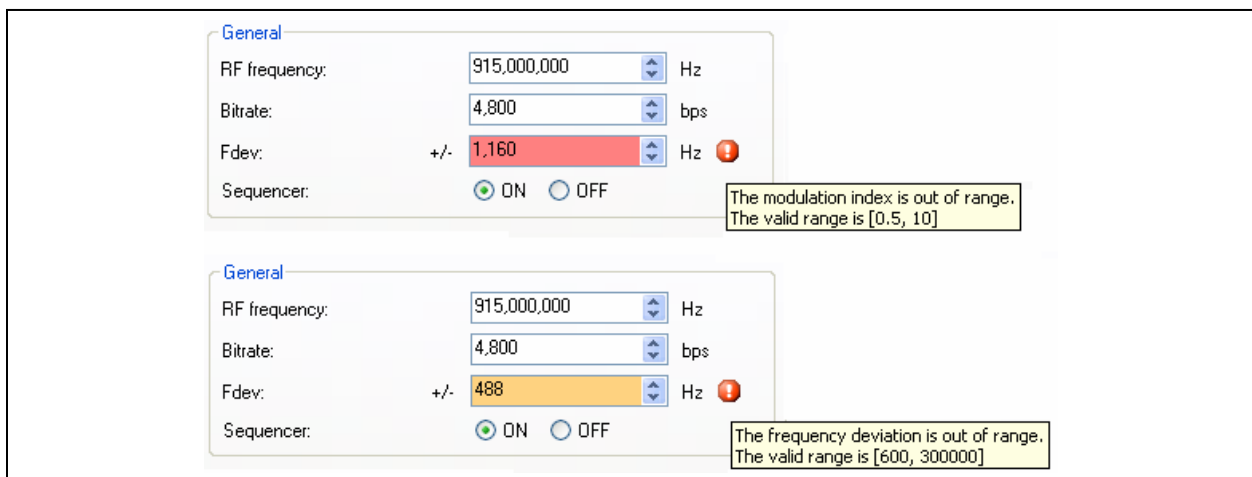 General
RF frequency: 915,000,000 Hz
Bitrate: 4,800 bps
Fdev: +/- 1,160 Hz
Sequencer: ON OFF
The modulation index is out of range.
The valid range is [0.5, 10]
General
RF frequency: 915,000,000 Hz
Bitrate: 4,800 bps
Fdev: +/- 488 Hz
Sequencer: ON OFF
The frequency deviation is out of range.
The valid range is [600, 300000]